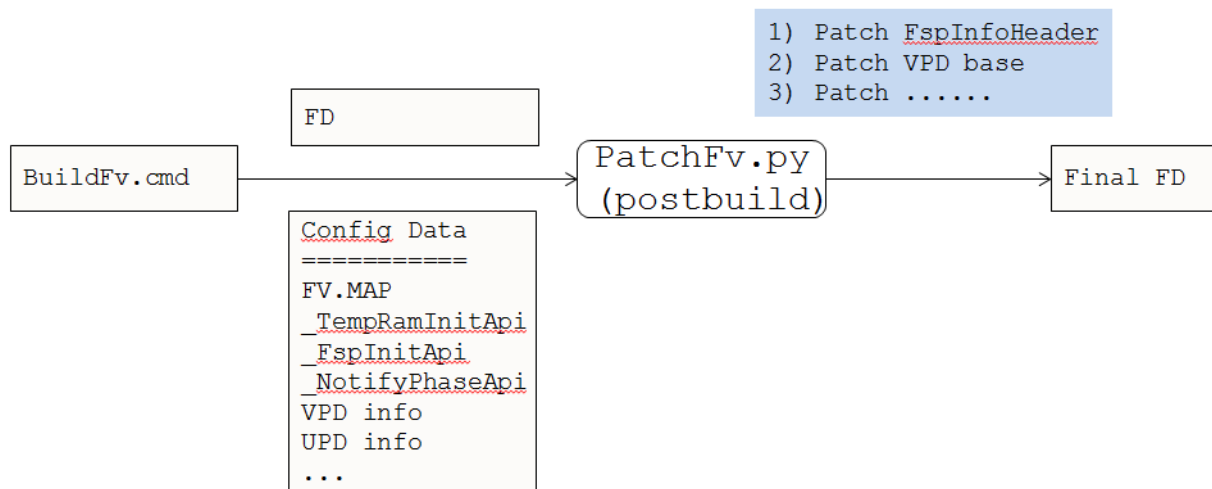 1) Patch FspInfoHeader
2) Patch VPD base
3) Patch ......
FD
BuildFv.cmd
PatchFv.py
(postbuild)
Final FD
Config Data
===========
FV.MAP
_TempRamInitApi
_FspInitApi
_NotifyPhaseApi
VPD info
UPD info
...